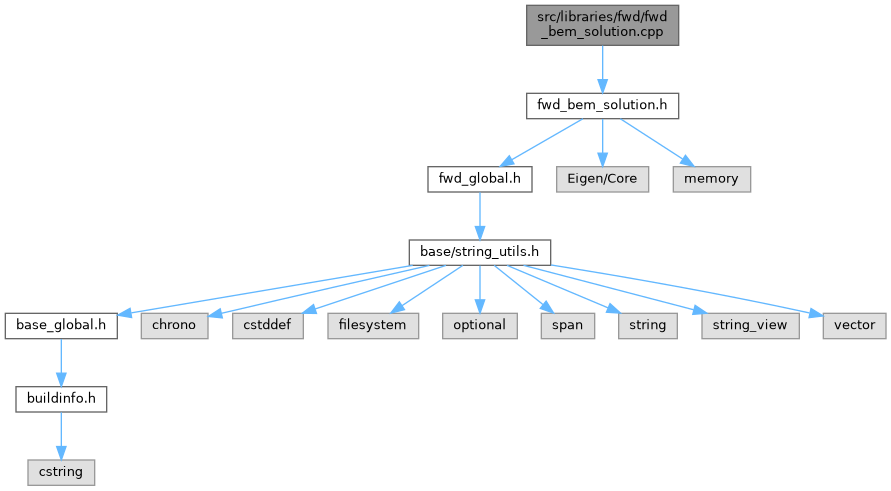 src/libraries/fwd/fwd
_bem_solution.cpp
fwd_bem_solution.h
fwd_global.h
Eigen/Core
memory
base/string_utils.h
base_global.h
chrono
cstddef
filesystem
optional
span
string
string_view
vector
buildinfo.h
cstring